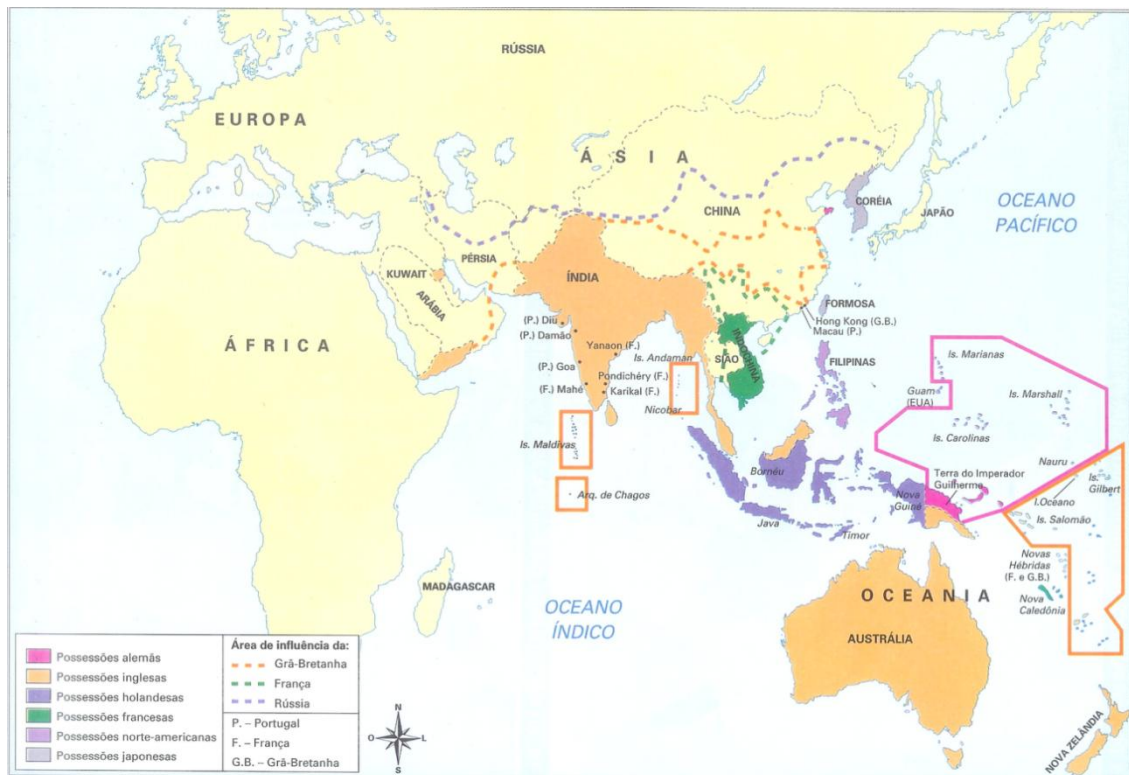 RÚSSIA
EUROPA
ÁSIA
OCEANO
PACÍFICO
CORÉIA
JAPÃO
CHINA
PÉRSIA
KUWAIT
ARÁBIA
ÍNDIA
ÁFRICA
FORMOSA
Hong Kong (G.B.)
Macau (P.)
(P.) Diu
(P.) Damão
Yanaon (F.)
Is. Andaman
SIÃO
INDOCHINA
FILIPINAS
(P.) Goa
Pondichéry (F.)
(F.) Mahé
Karikal (F.)
Nicobar
Is. Marianas
Guam
(EUA)
Is. Marshall
Is. Carolinas
Is. Maldivas
Nauru
Terra do Imperador
Guilherme
Is.
Gilbert
I.Oceano
Bornéu
Nova
Guiné
Is. Salomão
Arq. de Chagos
Java
Timor
Novas
Hébridas
(F. e G.B.)
Nova
Caledônia
MADAGASCAR
OCEANO
ÍNDICO
OCEANIA
AUSTRÁLIA
NOVA ZELÂNDIA
Possessões alemãs
Possessões inglesas
Possessões holandesas
Possessões francesas
Possessões norte-americanas
Possessões japonesas
Área de influência da:
Grã-Bretanha
França
Rússia
P. – Portugal
F. – França
G.B. – Grã-Bretanha
N
O
L
S